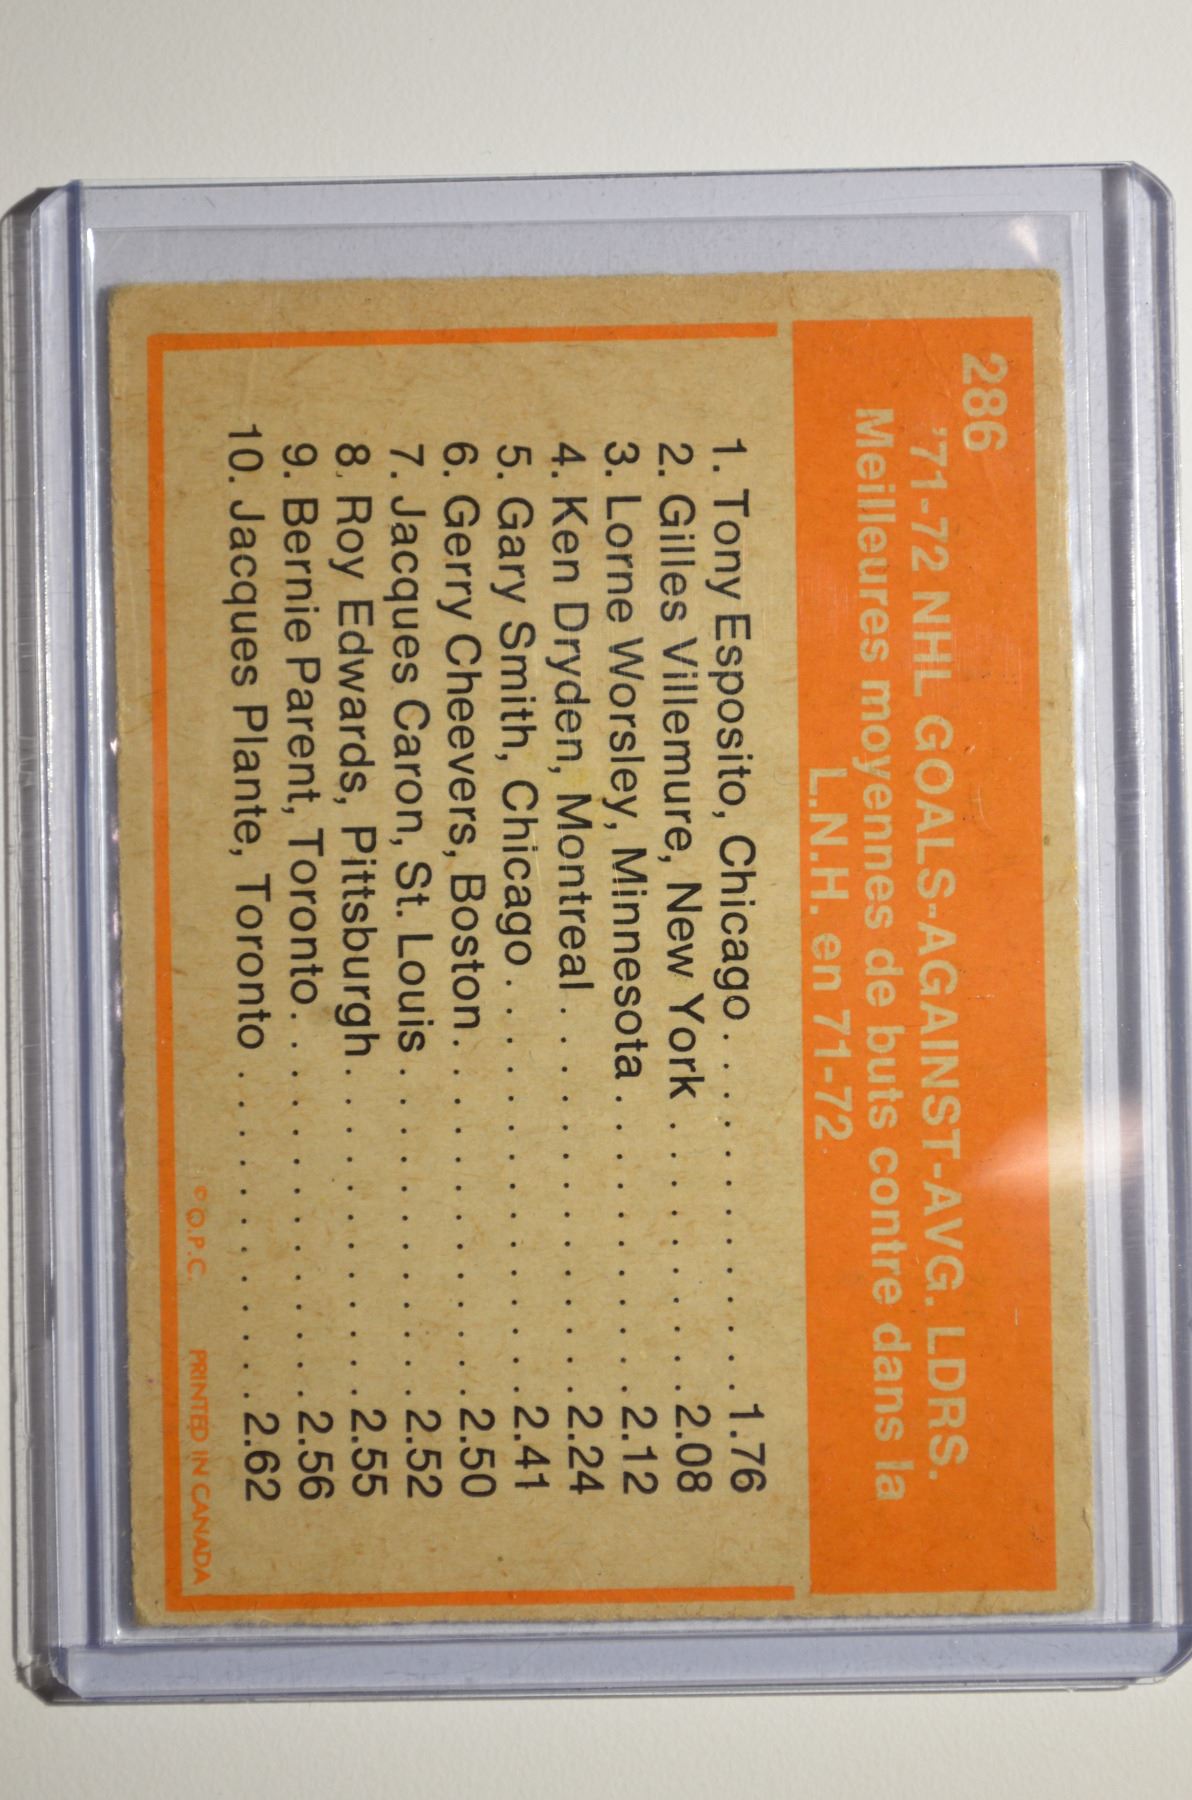 286
'71-72 NHL GOALS-AGAINST-AVG. LDRS.
Meilleures moyennes de buts contre dans la
L.N.H. en 71-72
1. Tony Esposito, Chicago . . . . . . . . . . . . . 1.76
2. Gilles Villemure, New York . . . . . . . . . . 2.08
3. Lorne Worsley, Minnesota . . . . . . . . . . . 2.12
4. Ken Dryden, Montreal . . . . . . . . . . . . . . 2.24
5. Gary Smith, Chicago . . . . . . . . . . . . . . . 2.41
6. Gerry Cheevers, Boston . . . . . . . . . . . . . 2.50
7. Jacques Caron, St. Louis . . . . . . . . . . . . 2.52
8. Roy Edwards, Pittsburgh . . . . . . . . . . . . 2.55
9. Bernie Parent, Toronto . . . . . . . . . . . . . . 2.56
10. Jacques Plante, Toronto . . . . . . . . . . . . 2.62
© O.P.C. PRINTED IN CANADA